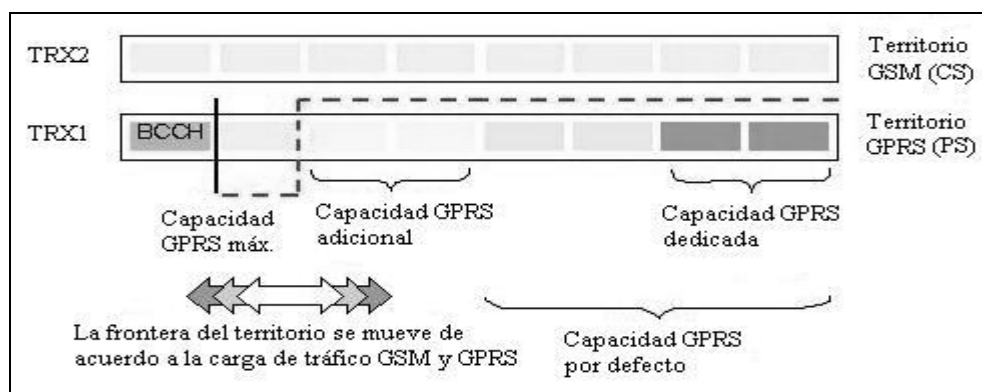 TRX2
Territorio
GSM (CS)
TRX1
BCCH
Territorio
GPRS (PS)
Capacidad
GPRS máx.
Capacidad GPRS
adicional
Capacidad GPRS
dedicada
La frontera del territorio se mueve de
acuerdo a la carga de tráfico GSM y GPRS
Capacidad GPRS
por defecto